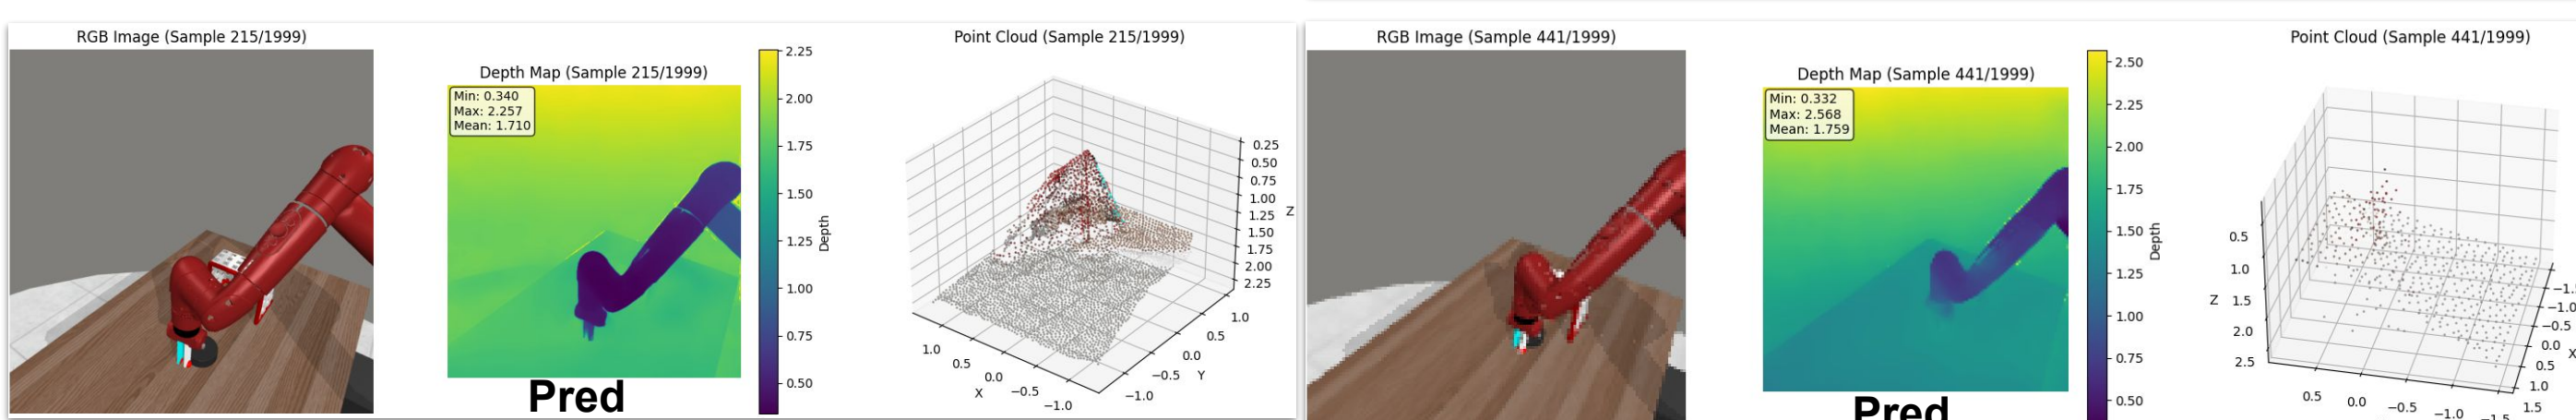 RGB Image (Sample 215/1999)
Depth Map (Sample 215/1999)
Min: 0.340
Max: 2.257
Mean: 1.710
Pred
2.25
2.00
1.75
1.50
1.25
1.00
0.75
0.50
Depth
Point Cloud (Sample 215/1999)
0.25
0.50
0.75
1.00
1.25
1.50
1.75
2.00
2.25
Z
1.0
0.5
0.0
−0.5
−1.0
X
1.0
0.5
0.0
−0.5
−1.0
Y
RGB Image (Sample 441/1999)
Depth Map (Sample 441/1999)
Min: 0.332
Max: 2.568
Mean: 1.759
Pred
2.50
2.25
2.00
1.75
1.50
1.25
1.00
0.75
0.50
Depth
Point Cloud (Sample 441/1999)
0.5
1.0
1.5
2.0
2.5
Z
0.5
0.0
−0.5
−1.0
−1.0
−0.5
0.0
0.5
1.0
1.5
X